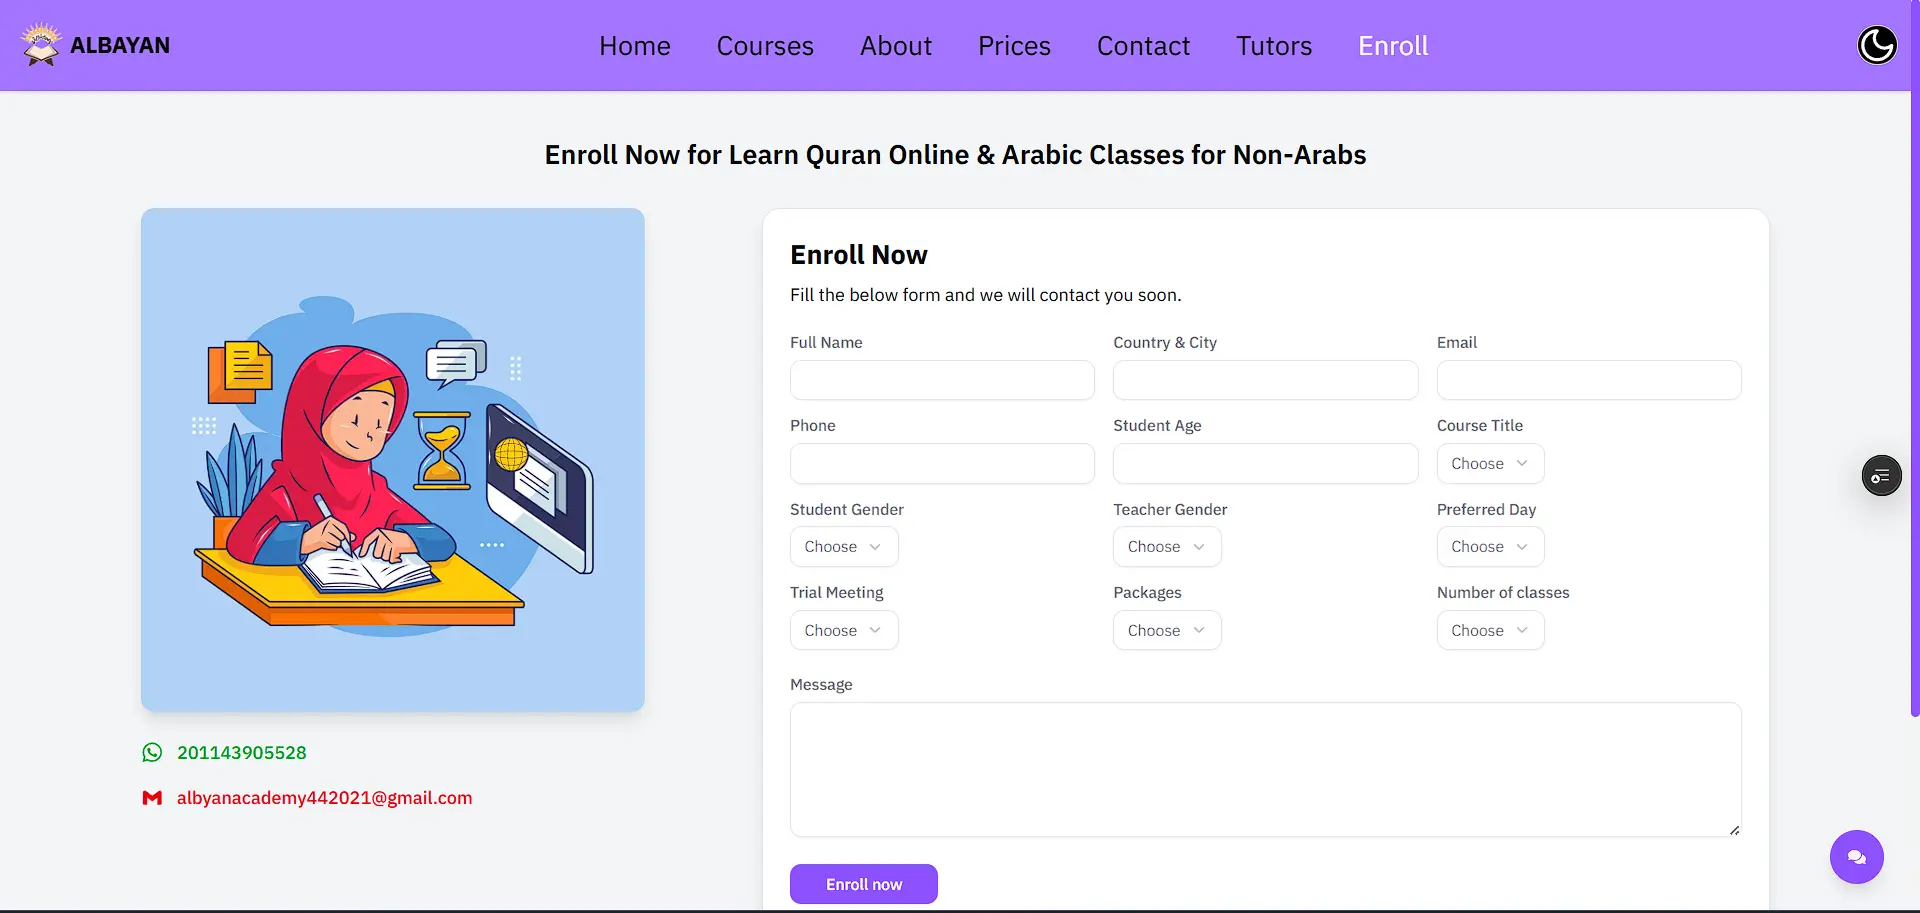 ALBAYAN
Home Courses About Prices Contact Tutors Enroll
Enroll Now for Learn Quran Online & Arabic Classes for Non-Arabs
Enroll Now
Fill the below form and we will contact you soon.
Full Name Country & City Email
Phone Student Age Course Title
Choose
Student Gender Teacher Gender Preferred Day
Choose Choose Choose
Trial Meeting Packages Number of classes
Choose Choose Choose
Message
Enroll now
201143905528
albyanacademy442021@gmail.com